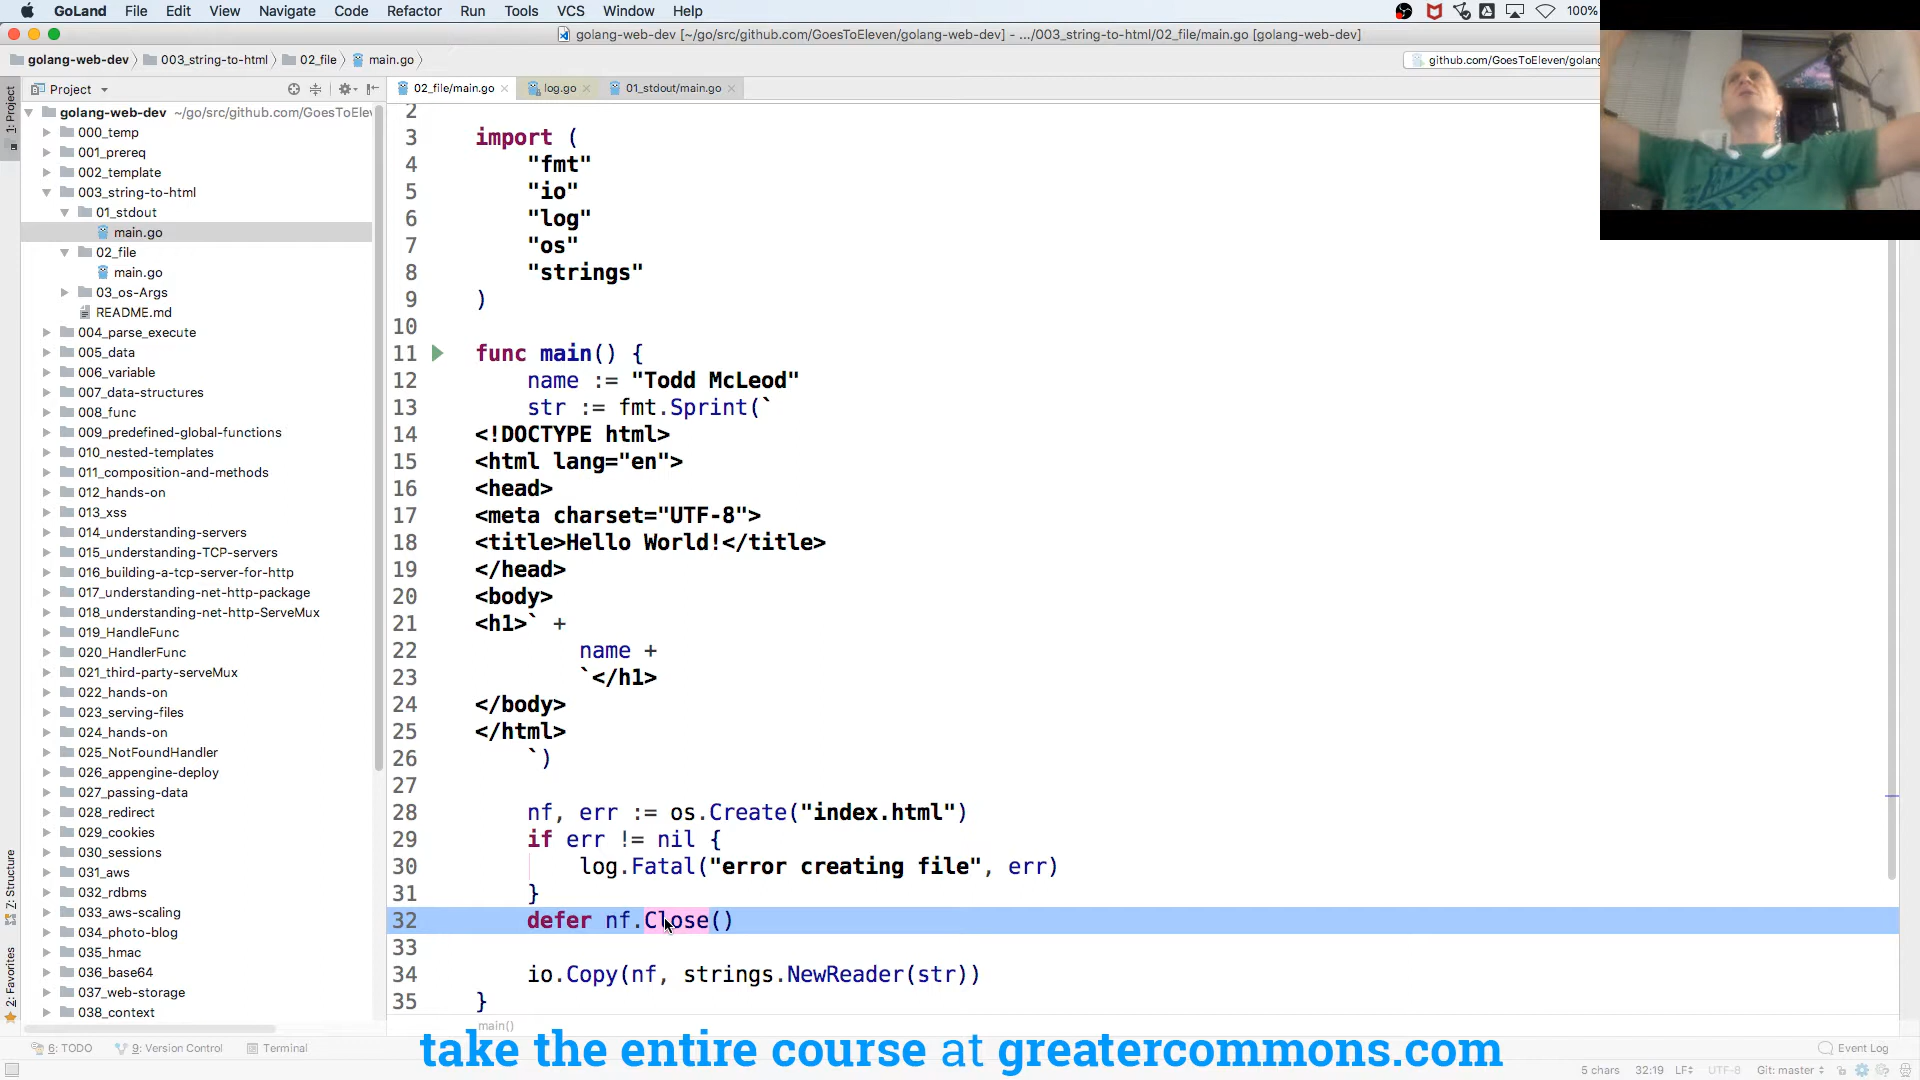 GoLand File Edit View Navigate Code Refactor Run Tools VCS Window Help 100%
golang-web-dev [~/go/src/github.com/GoesToEleven/golang-web-dev] - .../003_string-to-html/02_file/main.go [golang-web-dev]
golang-web-dev 003_string-to-html 02_file main.go github.com/GoesToEleven/golang
Project 02_file/main.go log.go 01_stdout/main.go
1: Project
7: Structure
2: Favorites
golang-web-dev ~/go/src/github.com/GoesToElev
000_temp
001_prereq
002_template
003_string-to-html
01_stdout
main.go
02_file
main.go
03_os-Args
README.md
004_parse_execute
005_data
006_variable
007_data-structures
008_func
009_predefined-global-functions
010_nested-templates
011_composition-and-methods
012_hands-on
013_xss
014_understanding-servers
015_understanding-TCP-servers
016_building-a-tcp-server-for-http
017_understanding-net-http-package
018_understanding-net-http-ServeMux
019_HandleFunc
020_HandlerFunc
021_third-party-serveMux
022_hands-on
023_serving-files
024_hands-on
025_NotFoundHandler
026_appengine-deploy
027_passing-data
028_redirect
029_cookies
030_sessions
031_aws
032_rdbms
033_aws-scaling
034_photo-blog
035_hmac
036_base64
037_web-storage
038_context
2
3 import (
4 "fmt"
5 "io"
6 "log"
7 "os"
8 "strings"
9 )
10
11 func main() {
12 name := "Todd McLeod"
13 str := fmt.Sprint(`
14 <!DOCTYPE html>
15 <html lang="en">
16 <head>
17 <meta charset="UTF-8">
18 <title>Hello World!</title>
19 </head>
20 <body>
21 <h1>` +
22 name +
23 `</h1>
24 </body>
25 </html>
26 `)
27
28 nf, err := os.Create("index.html")
29 if err != nil {
30 log.Fatal("error creating file", err)
31 }
32 defer nf.Close()
33
34 io.Copy(nf, strings.NewReader(str))
35 }
main()
6: TODO 9: Version Control Terminal Event Log
take the entire course at greatercommons.com
5 chars 32:19 LF UTF-8 Git: master